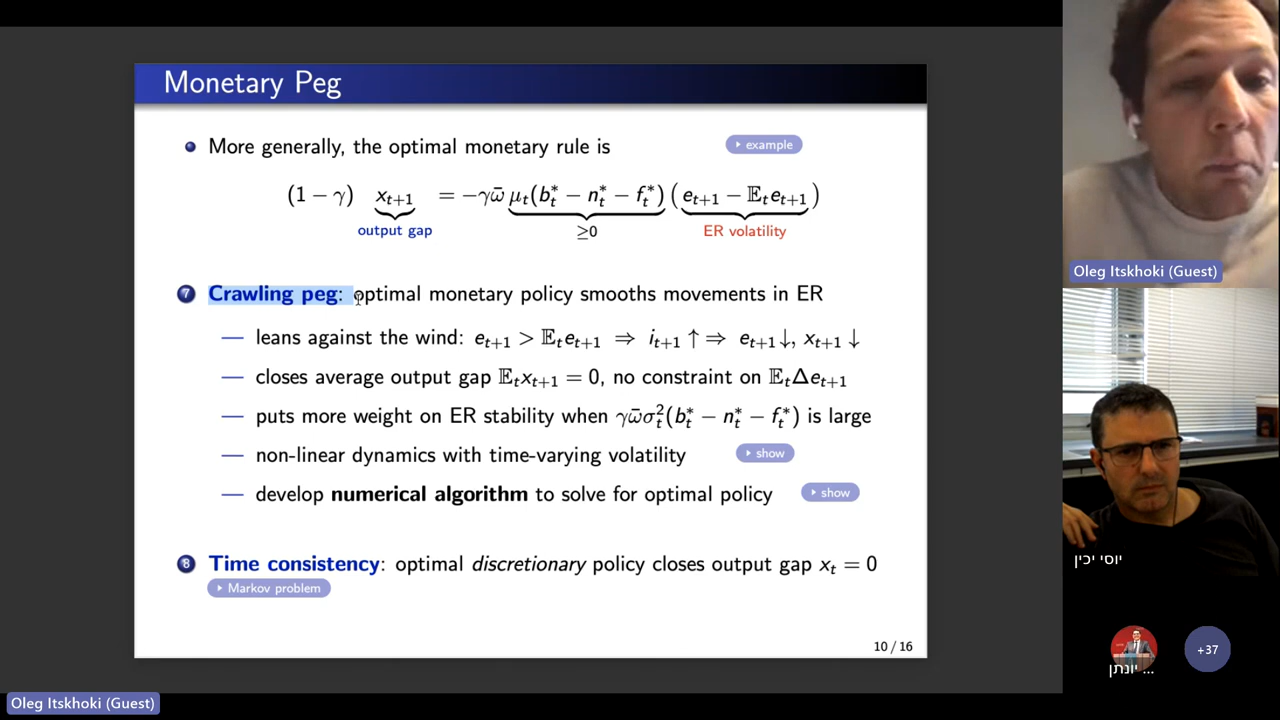 Monetary Peg
More generally, the optimal monetary rule is
example
(1 − γ) x_{t+1} = −γω̄ μ_t(b*_t − n*_t − f*_t) (e_{t+1} − 𝔼_t e_{t+1})
output gap
≥0
ER volatility
7 Crawling peg: optimal monetary policy smooths movements in ER
— leans against the wind: e_{t+1} > 𝔼_t e_{t+1} ⇒ i_{t+1} ↑ ⇒ e_{t+1} ↓, x_{t+1} ↓
— closes average output gap 𝔼_t x_{t+1} = 0, no constraint on 𝔼_t Δe_{t+1}
— puts more weight on ER stability when γω̄σ²_t(b*_t − n*_t − f*_t) is large
— non-linear dynamics with time-varying volatility show
— develop numerical algorithm to solve for optimal policy show
8 Time consistency: optimal discretionary policy closes output gap x_t = 0
Markov problem
10 / 16
Oleg Itskhoki (Guest)
Oleg Itskhoki (Guest)
יוסי יכין
יונתן ...
+37